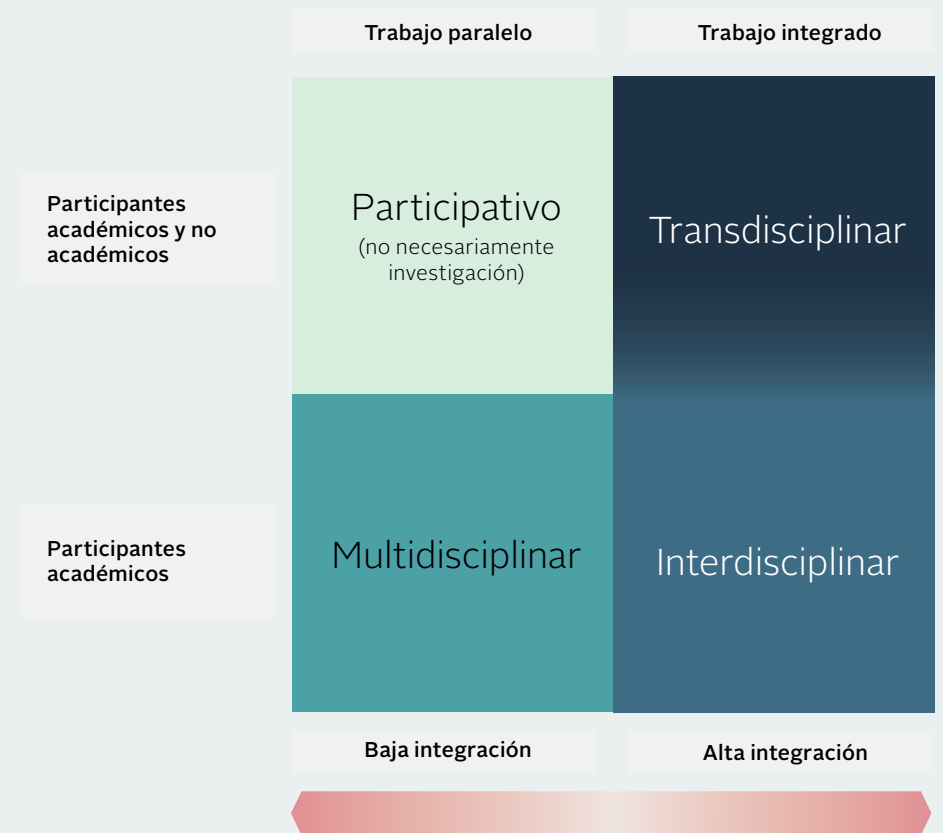 Trabajo paralelo
Trabajo integrado
Participantes
académicos y no
académicos
Participativo
(no necesariamente
investigación)
Transdisciplinar
Participantes
académicos
Multidisciplinar
Interdisciplinar
Baja integración
Alta integración